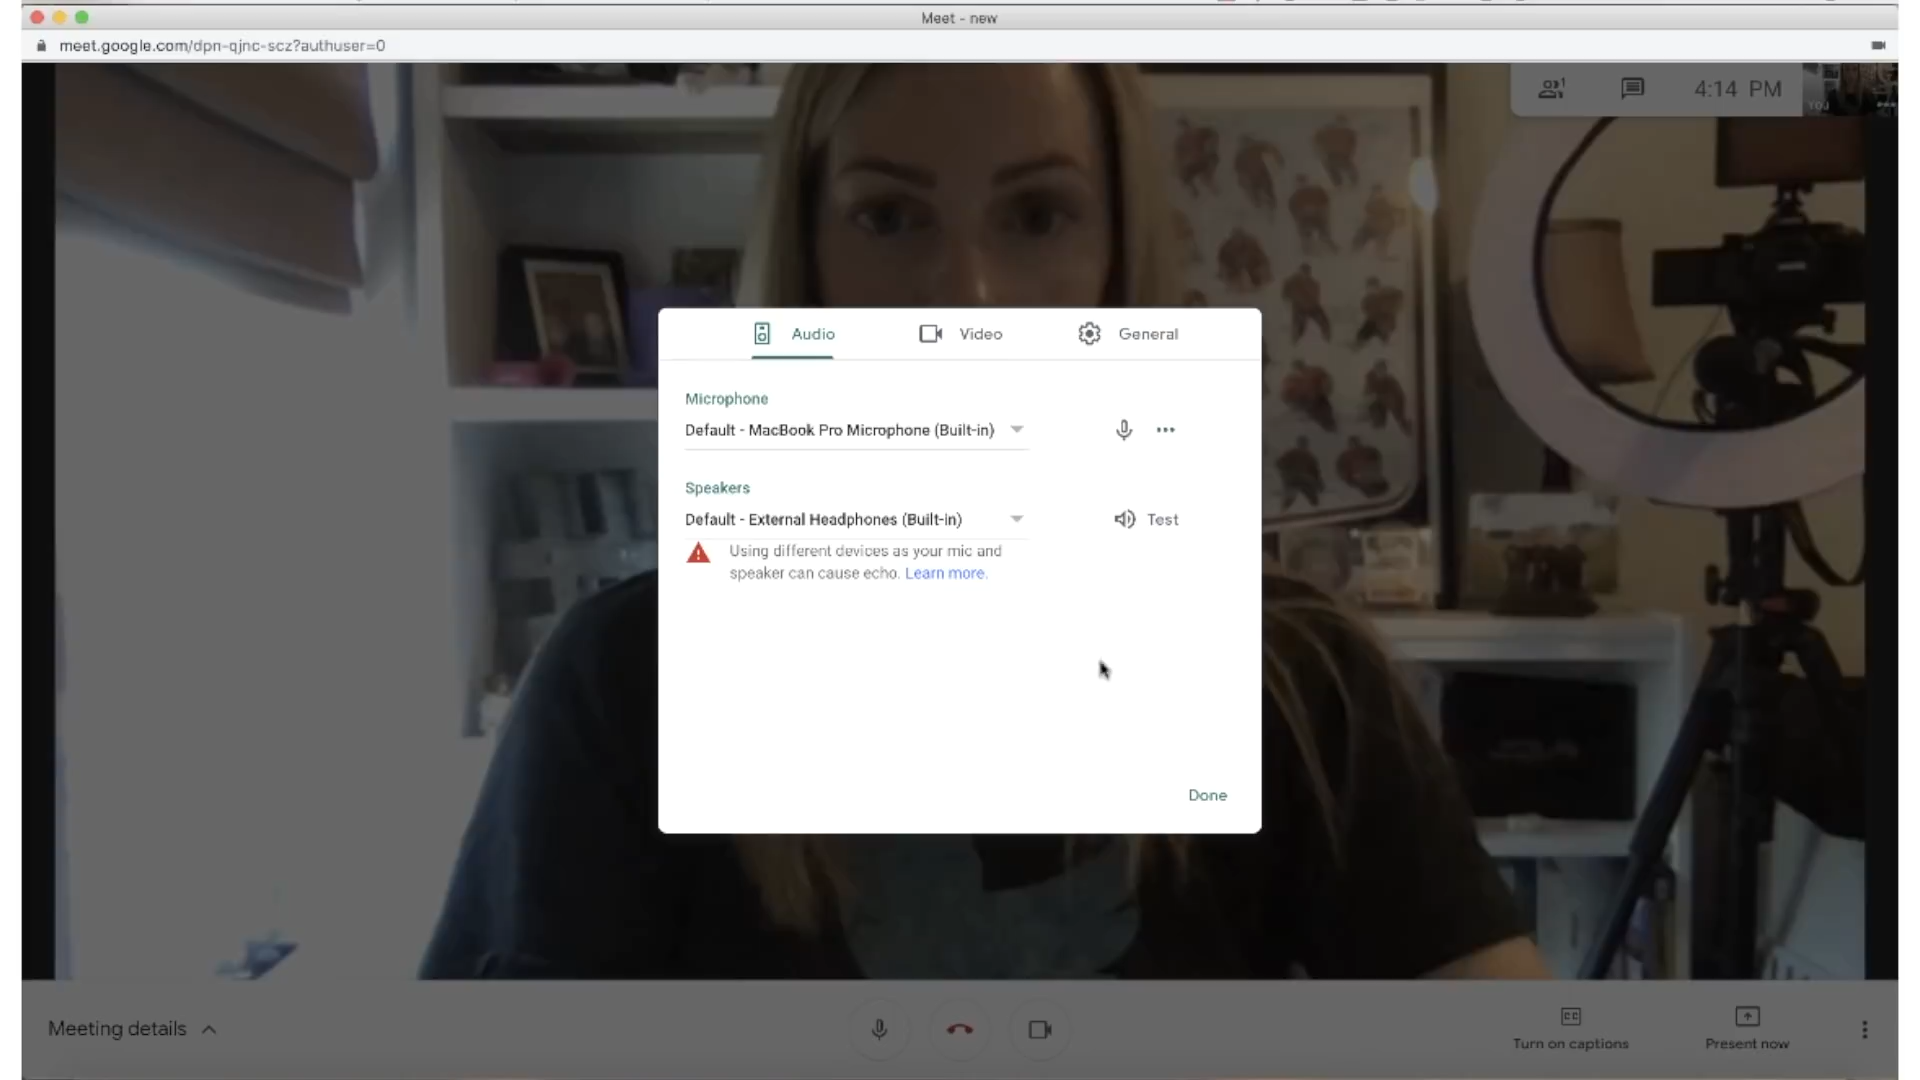 Meet - new
meet.google.com/dpn-qjnc-scz?authuser=0
1
4:14 PM
Audio
Video
General
Microphone
Default - MacBook Pro Microphone (Built-in)
Speakers
Default - External Headphones (Built-in)
Test
Using different devices as your mic and
speaker can cause echo. Learn more.
Done
Meeting details
CC
Turn on captions
Present now